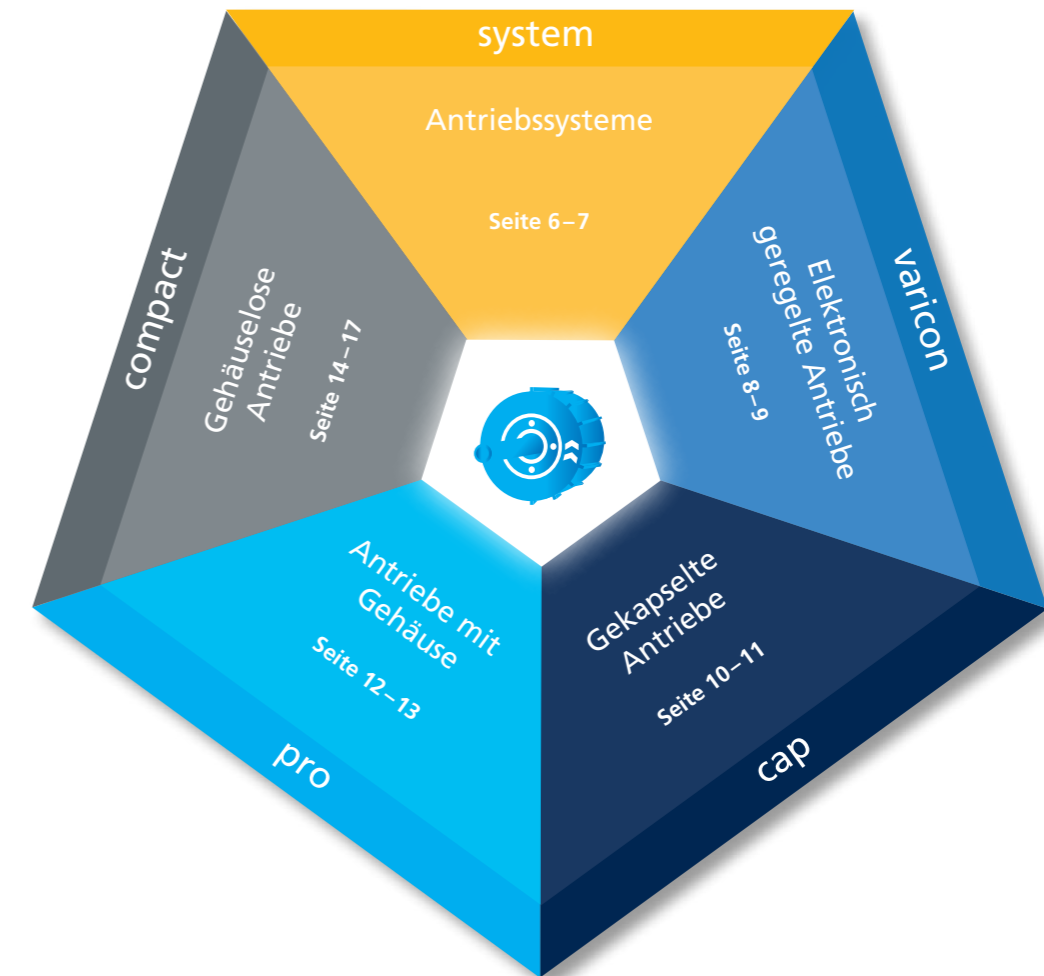 system
Antriebssysteme
Seite 6–7
varicon
Elektronisch
geregelte Antriebe
Seite 8–9
cap
Gekapselte
Antriebe
Seite 10–11
pro
Antriebe mit
Gehäuse
Seite 12–13
compact
Gehäuselose
Antriebe
Seite 14–17